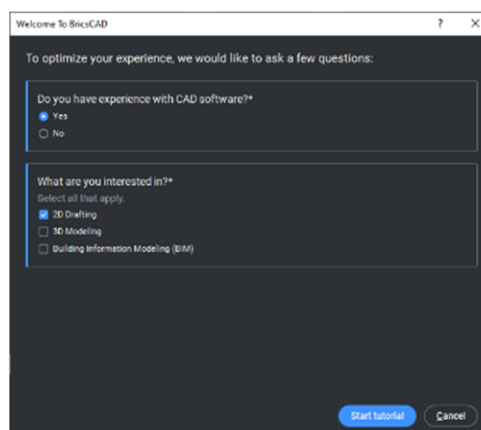 Welcome To BricsCAD
To optimize your experience, we would like to ask a few questions:
Do you have experience with CAD software?*
Yes
No
What are you interested in?*
Select all that apply.
2D Drafting
3D Modeling
Building Information Modeling (BIM)
Start tutorial Cancel